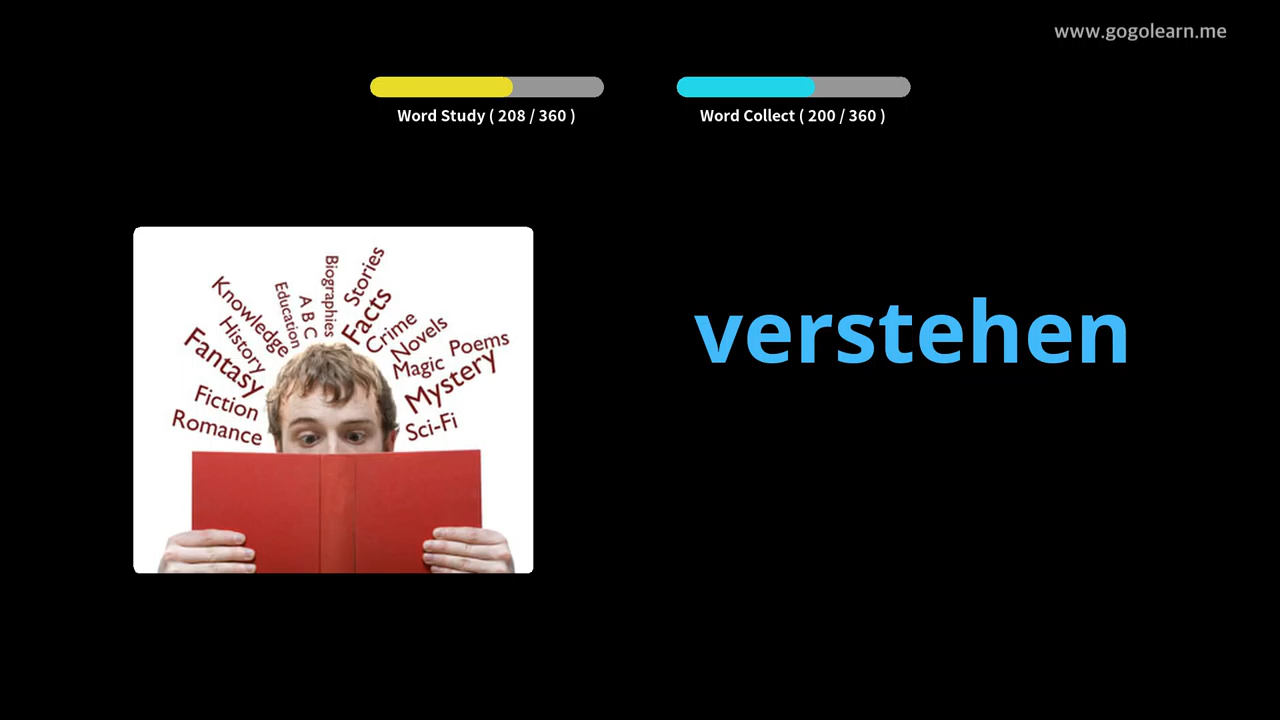 www.gogolearn.me
Word Study ( 208 / 360 )
Word Collect ( 200 / 360 )
verstehen
Biographies
Stories
Education
A B C
Facts
Knowledge
Crime
History
Novels
Poems
Fantasy
Magic
Mystery
Fiction
Romance
Sci-Fi